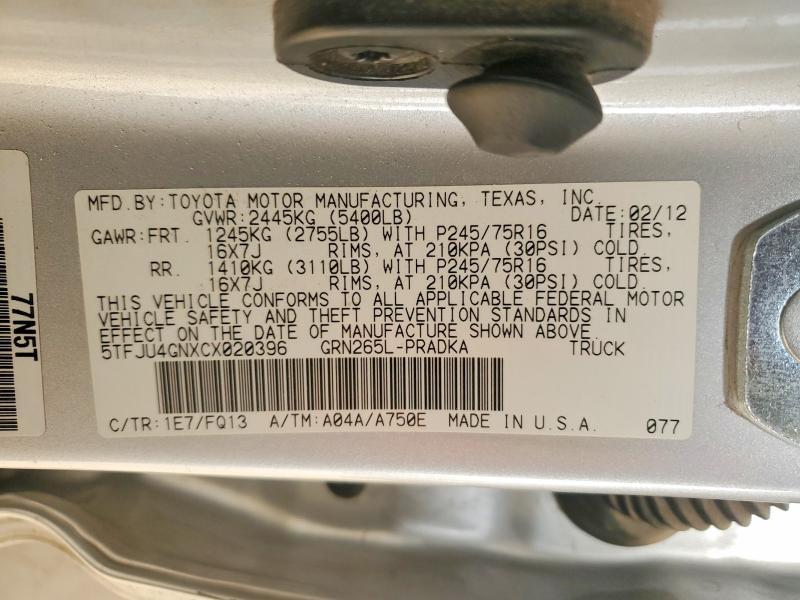 MFD.BY:TOYOTA MOTOR MANUFACTURING, TEXAS, INC.
GVWR:2445KG (5400LB) DATE:02/12
GAWR:FRT. 1245KG (2755LB) WITH P245/75R16 TIRES,
16X7J RIMS, AT 210KPA (30PSI) COLD.
RR. 1410KG (3110LB) WITH P245/75R16 TIRES,
16X7J RIMS, AT 210KPA (30PSI) COLD.
THIS VEHICLE CONFORMS TO ALL APPLICABLE FEDERAL MOTOR
VEHICLE SAFETY AND THEFT PREVENTION STANDARDS IN
EFFECT ON THE DATE OF MANUFACTURE SHOWN ABOVE.
5TFJU4GNXCX020396 GRN265L-PRADKA TRUCK
C/TR:1E7/FQ13 A/TM:A04A/A750E MADE IN U.S.A. 077
77N5T